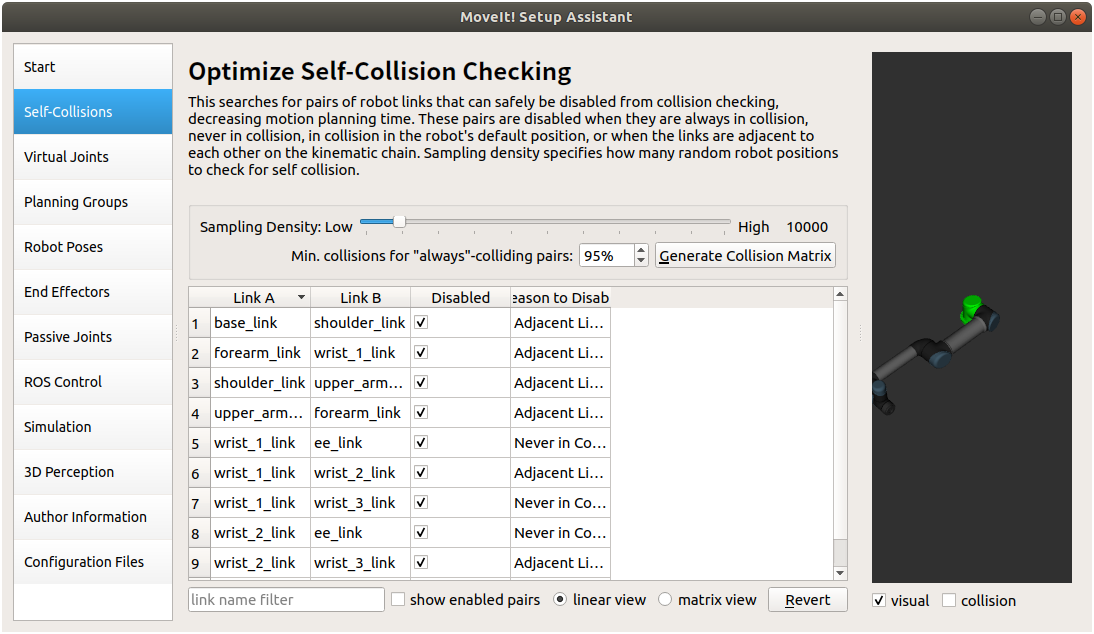 MoveIt! Setup Assistant
Start
Self-Collisions
Virtual Joints
Planning Groups
Robot Poses
End Effectors
Passive Joints
ROS Control
Simulation
3D Perception
Author Information
Configuration Files
Optimize Self-Collision Checking
This searches for pairs of robot links that can safely be disabled from collision checking,
decreasing motion planning time. These pairs are disabled when they are always in collision,
never in collision, in collision in the robot's default position, or when the links are adjacent to
each other on the kinematic chain. Sampling density specifies how many random robot positions
to check for self collision.
Sampling Density: Low High 10000
Min. collisions for "always"-colliding pairs: 95% Generate Collision Matrix
Link A Link B Disabled eason to Disab
1 base_link shoulder_link Adjacent Li...
2 forearm_link wrist_1_link Adjacent Li...
3 shoulder_link upper_arm... Adjacent Li...
4 upper_arm... forearm_link Adjacent Li...
5 wrist_1_link ee_link Never in Co...
6 wrist_1_link wrist_2_link Adjacent Li...
7 wrist_1_link wrist_3_link Never in Co...
8 wrist_2_link ee_link Never in Co...
9 wrist_2_link wrist_3_link Adjacent Li...
link name filter show enabled pairs linear view matrix view Revert
visual collision